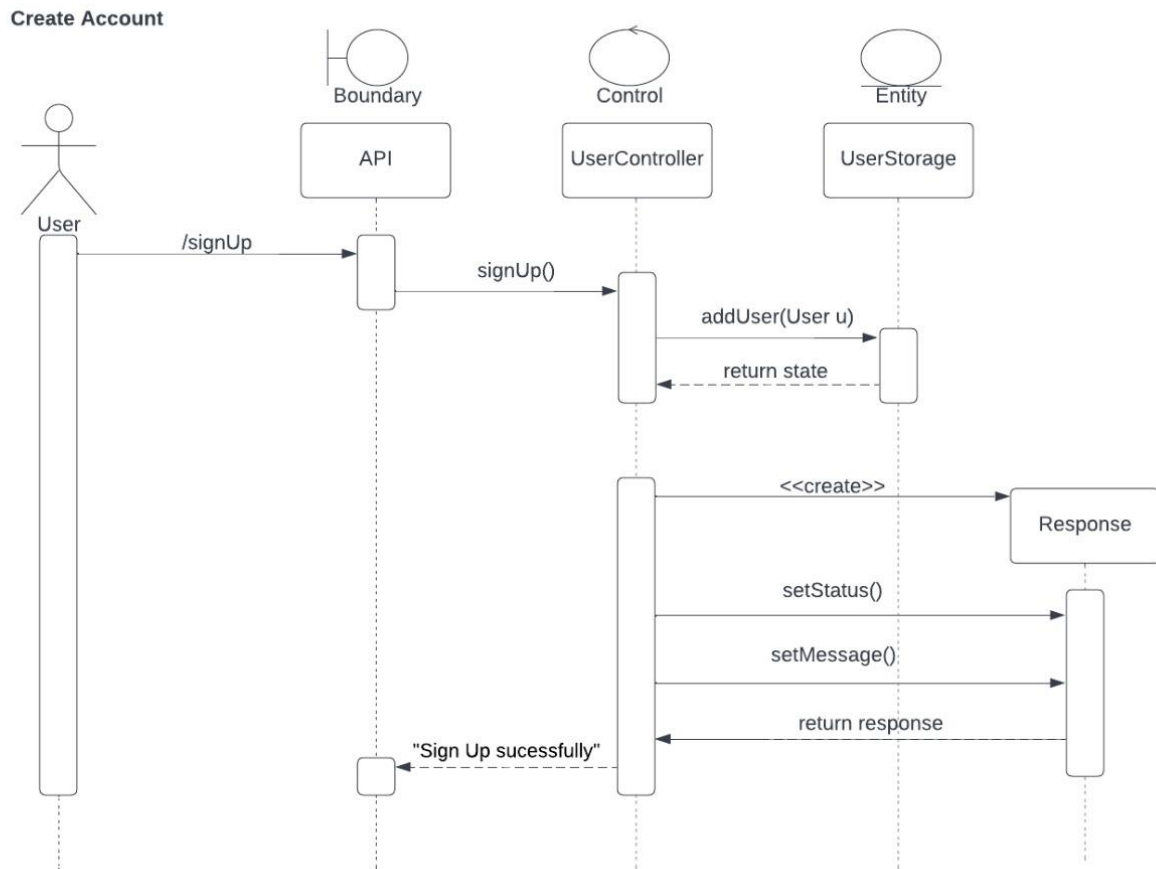 Create Account
Boundary
Control
Entity
API
UserController
UserStorage
User
/signUp
signUp()
addUser(User u)
return state
<<create>>
Response
setStatus()
setMessage()
return response
"Sign Up sucessfully"